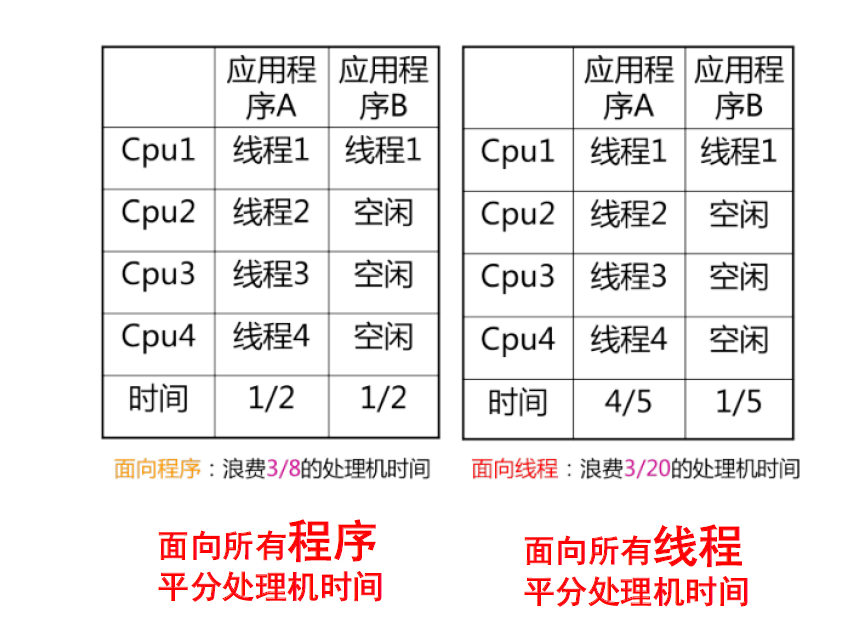 应用程序A 应用程序B
Cpu1 线程1 线程1
Cpu2 线程2 空闲
Cpu3 线程3 空闲
Cpu4 线程4 空闲
时间 1/2 1/2
面向程序：浪费3/8的处理机时间
面向所有程序
平分处理机时间
应用程序A 应用程序B
Cpu1 线程1 线程1
Cpu2 线程2 空闲
Cpu3 线程3 空闲
Cpu4 线程4 空闲
时间 4/5 1/5
面向线程：浪费3/20的处理机时间
面向所有线程
平分处理机时间